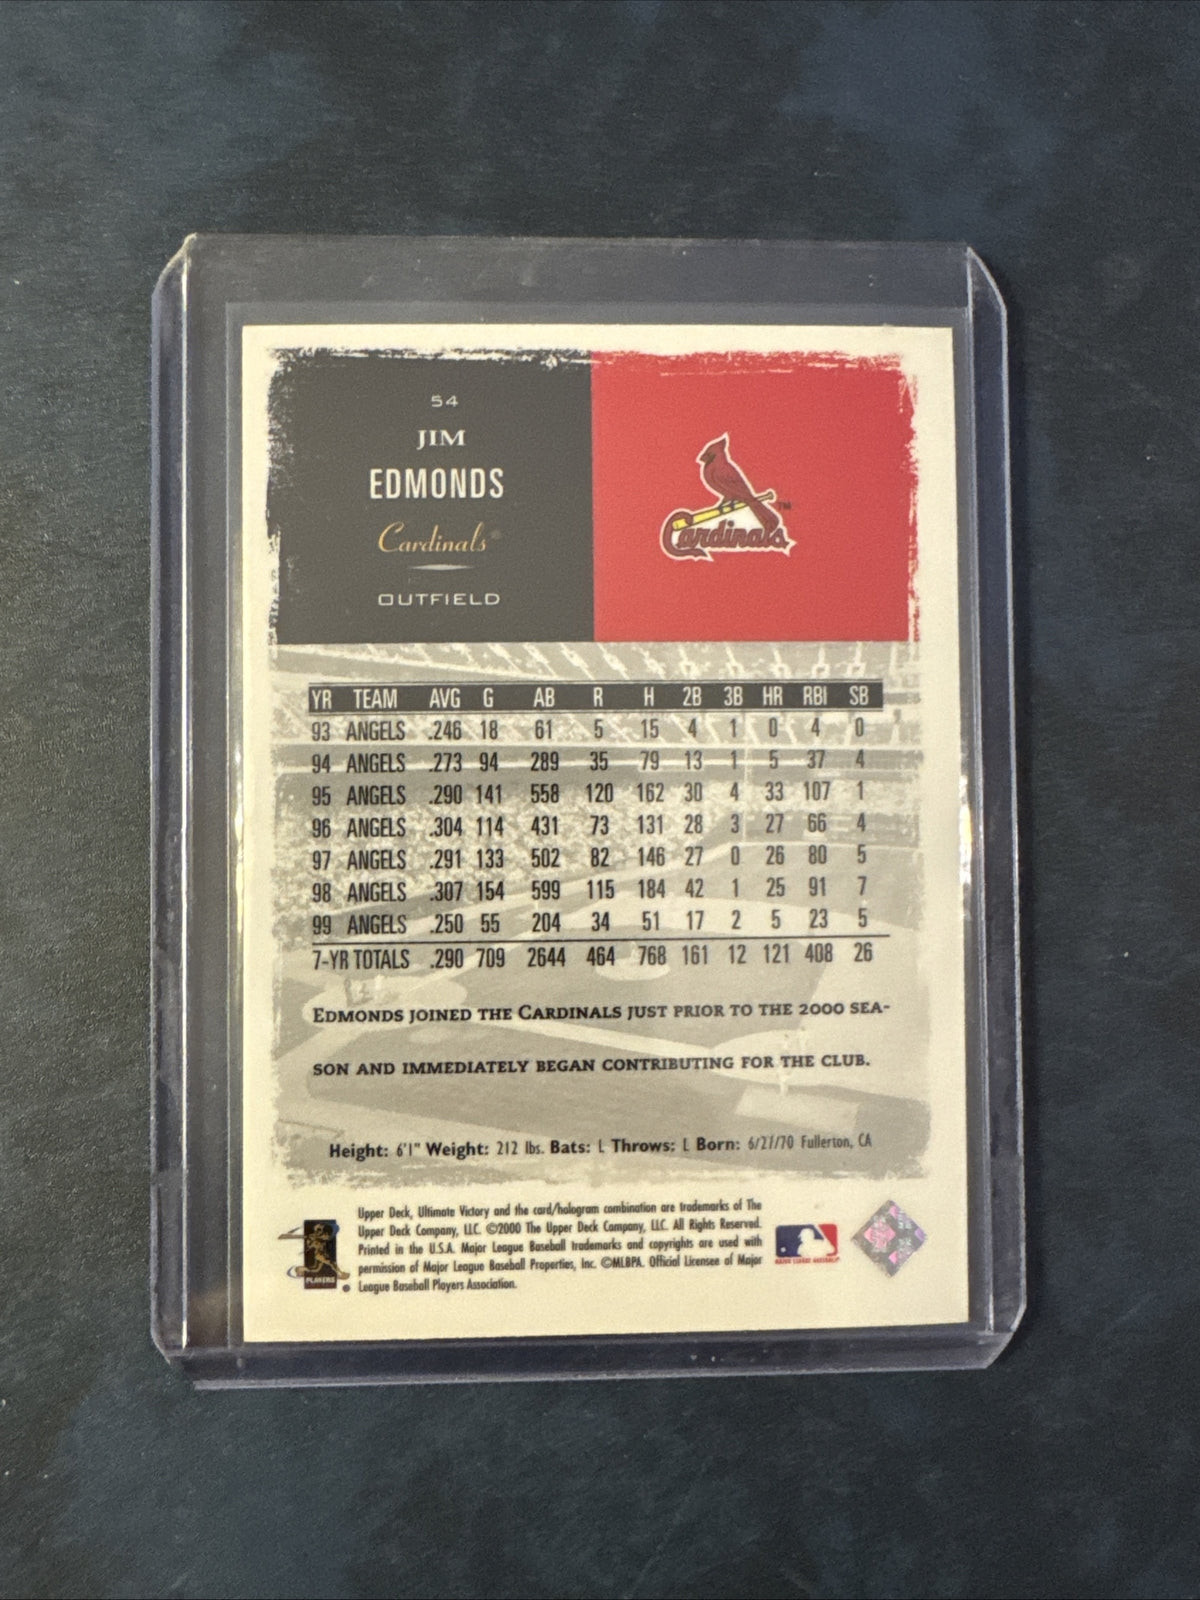 54
JIM
EDMONDS
Cardinals
OUTFIELD
Cardinals TM
YR TEAM AVG G AB R H 2B 3B HR RBI SB
93 ANGELS .246 18 61 5 15 4 1 0 4 0
94 ANGELS .273 94 289 35 79 13 1 5 37 4
95 ANGELS .290 141 558 120 162 30 4 33 107 1
96 ANGELS .304 114 431 73 131 28 3 27 66 4
97 ANGELS .291 133 502 82 146 27 0 26 80 5
98 ANGELS .307 154 599 115 184 42 1 25 91 7
99 ANGELS .250 55 204 34 51 17 2 5 23 5
7-YR TOTALS .290 709 2644 464 768 161 12 121 408 26
EDMONDS JOINED THE CARDINALS JUST PRIOR TO THE 2000 SEA-
SON AND IMMEDIATELY BEGAN CONTRIBUTING FOR THE CLUB.
Height: 6'1" Weight: 212 lbs. Bats: L Throws: L Born: 6/27/70 Fullerton, CA
Upper Deck, Ultimate Victory and the card/hologram combination are trademarks of The
Upper Deck Company, LLC. ©2000 The Upper Deck Company, LLC. All Rights Reserved.
Printed in the U.S.A. Major League Baseball trademarks and copyrights are used with
permission of Major League Baseball Properties, Inc. ©MLBPA. Official Licensee of Major
League Baseball Players Association.
PLAYERS
MAJOR LEAGUE BASEBALL